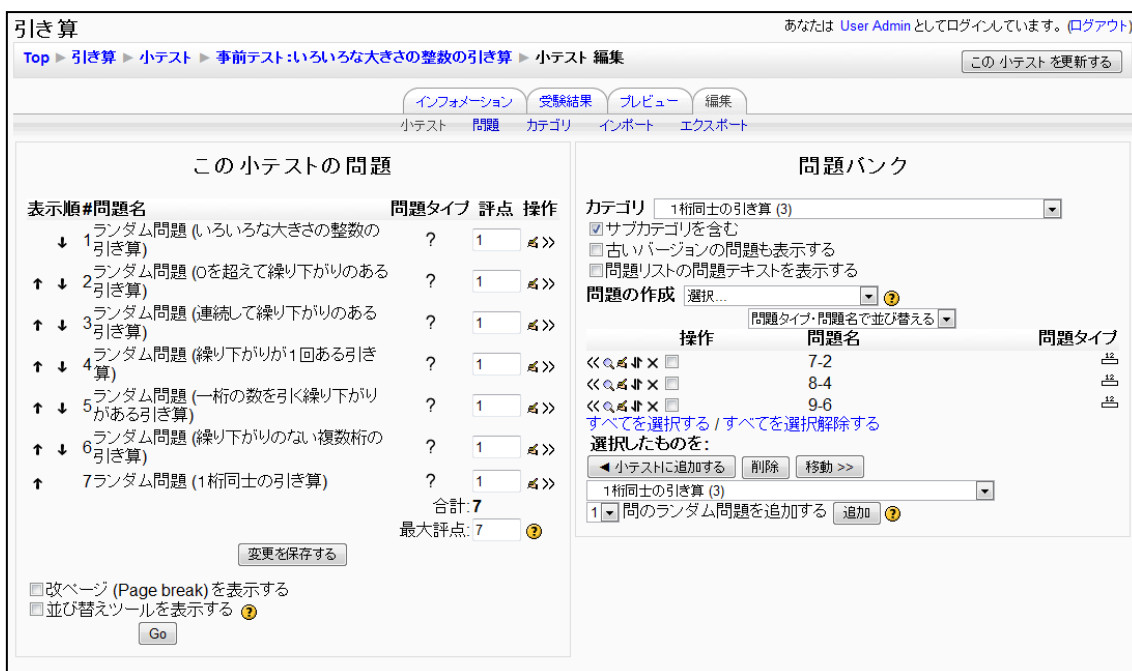 引き算
あなたは User Admin としてログインしています。(ログアウト)
Top ► 引き算 ► 小テスト ► 事前テスト:いろいろな大きさの整数の引き算 ► 小テスト 編集
この 小テスト を更新する
インフォメーション 受験結果 プレビュー 編集
小テスト 問題 カテゴリ インポート エクスポート
この 小テスト の 問題
表示順 # 問題名 問題タイプ 評点 操作
↓ 1 ランダム問題 (いろいろな大きさの整数の
引き算) ? 1 >>
↑ ↓ 2 ランダム問題 (0を超えて繰り下がりのある
引き算) ? 1 >>
↑ ↓ 3 ランダム問題 (連続して繰り下がりのある
引き算) ? 1 >>
↑ ↓ 4 ランダム問題 (繰り下がりが1回ある引き
算) ? 1 >>
↑ ↓ 5 ランダム問題 (一桁の数を引く繰り下がり
がある引き算) ? 1 >>
↑ ↓ 6 ランダム問題 (繰り下がりのない複数桁の
引き算) ? 1 >>
↑ 7 ランダム問題 (1桁同士の引き算) ? 1 >>
合計: 7
最大評点: 7 ?
変更を保存する
改ページ (Page break) を表示する
並び替えツールを表示する ?
Go
問題バンク
カテゴリ 1桁同士の引き算 (3)
サブカテゴリを含む
古いバージョンの問題も表示する
問題リストの問題テキストを表示する
問題の作成 選択... ?
問題タイプ・問題名で並び替える
操作 問題名 問題タイプ
<< × 7-2 12
<< × 8-4 12
<< × 9-6 12
すべてを選択する / すべてを選択解除する
選択したものを:
◄ 小テストに追加する 削除 移動 >>
1桁同士の引き算 (3)
1 問のランダム問題を追加する 追加 ?